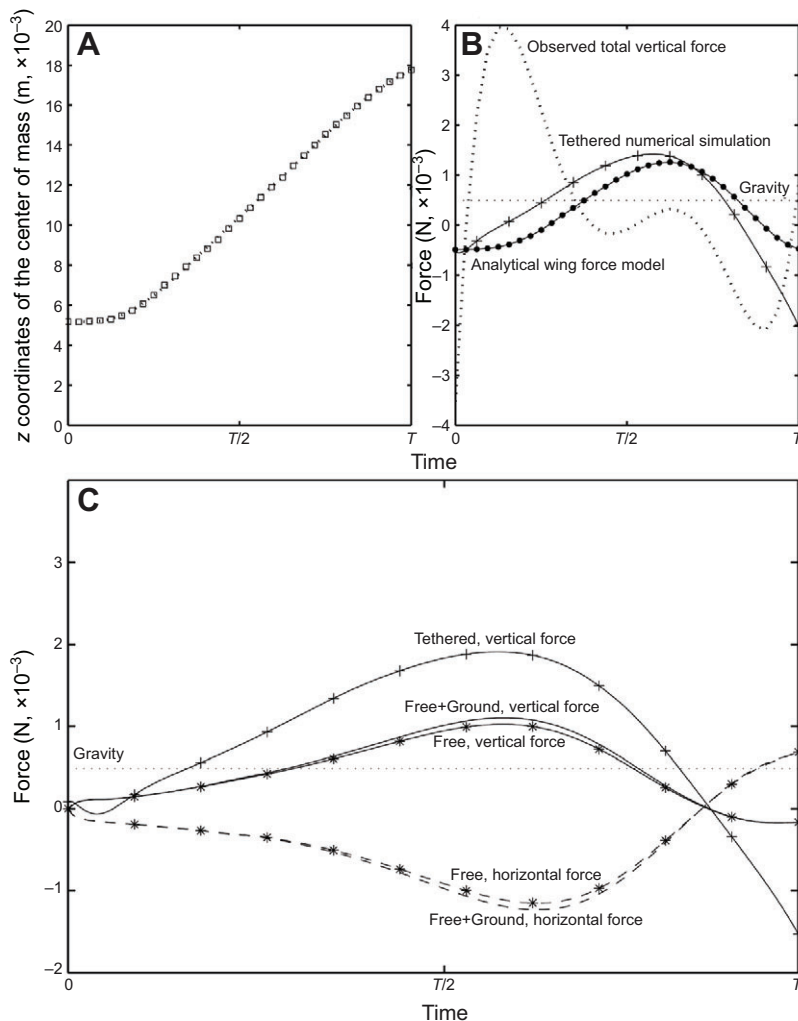 A
z coordinates of the center of mass (m, ×10⁻³)
20
18
16
14
12
10
8
6
4
2
0
0
T/2
T
B
Force (N, ×10⁻³)
4
3
2
1
0
–1
–2
–3
–4
Observed total vertical force
Tethered numerical simulation
Gravity
Analytical wing force model
0
T/2
T
Time
C
Force (N, ×10⁻³)
3
2
1
0
–1
–2
Tethered, vertical force
Free+Ground, vertical force
Free, vertical force
Gravity
Free, horizontal force
Free+Ground, horizontal force
0
T/2
T
Time